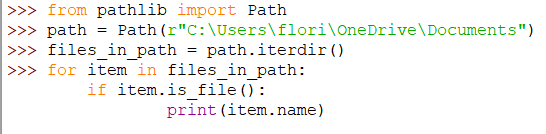 >>> from pathlib import Path
>>> path = Path(r"C:\Users\flori\OneDrive\Documents")
>>> files_in_path = path.iterdir()
>>> for item in files_in_path:
        if item.is_file():
                print(item.name)